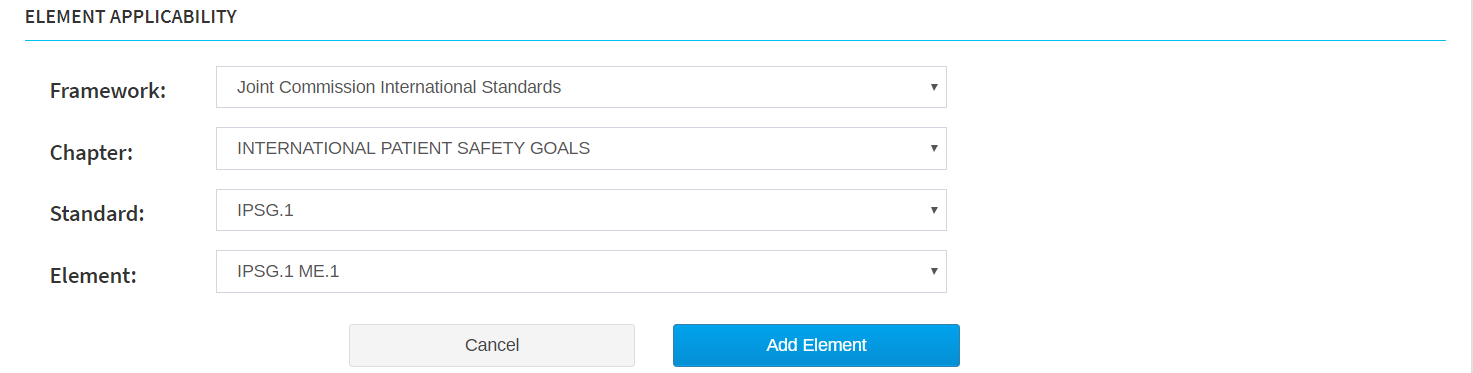 ELEMENT APPLICABILITY
Framework: Joint Commission International Standards
Chapter: INTERNATIONAL PATIENT SAFETY GOALS
Standard: IPSG.1
Element: IPSG.1 ME.1
Cancel Add Element